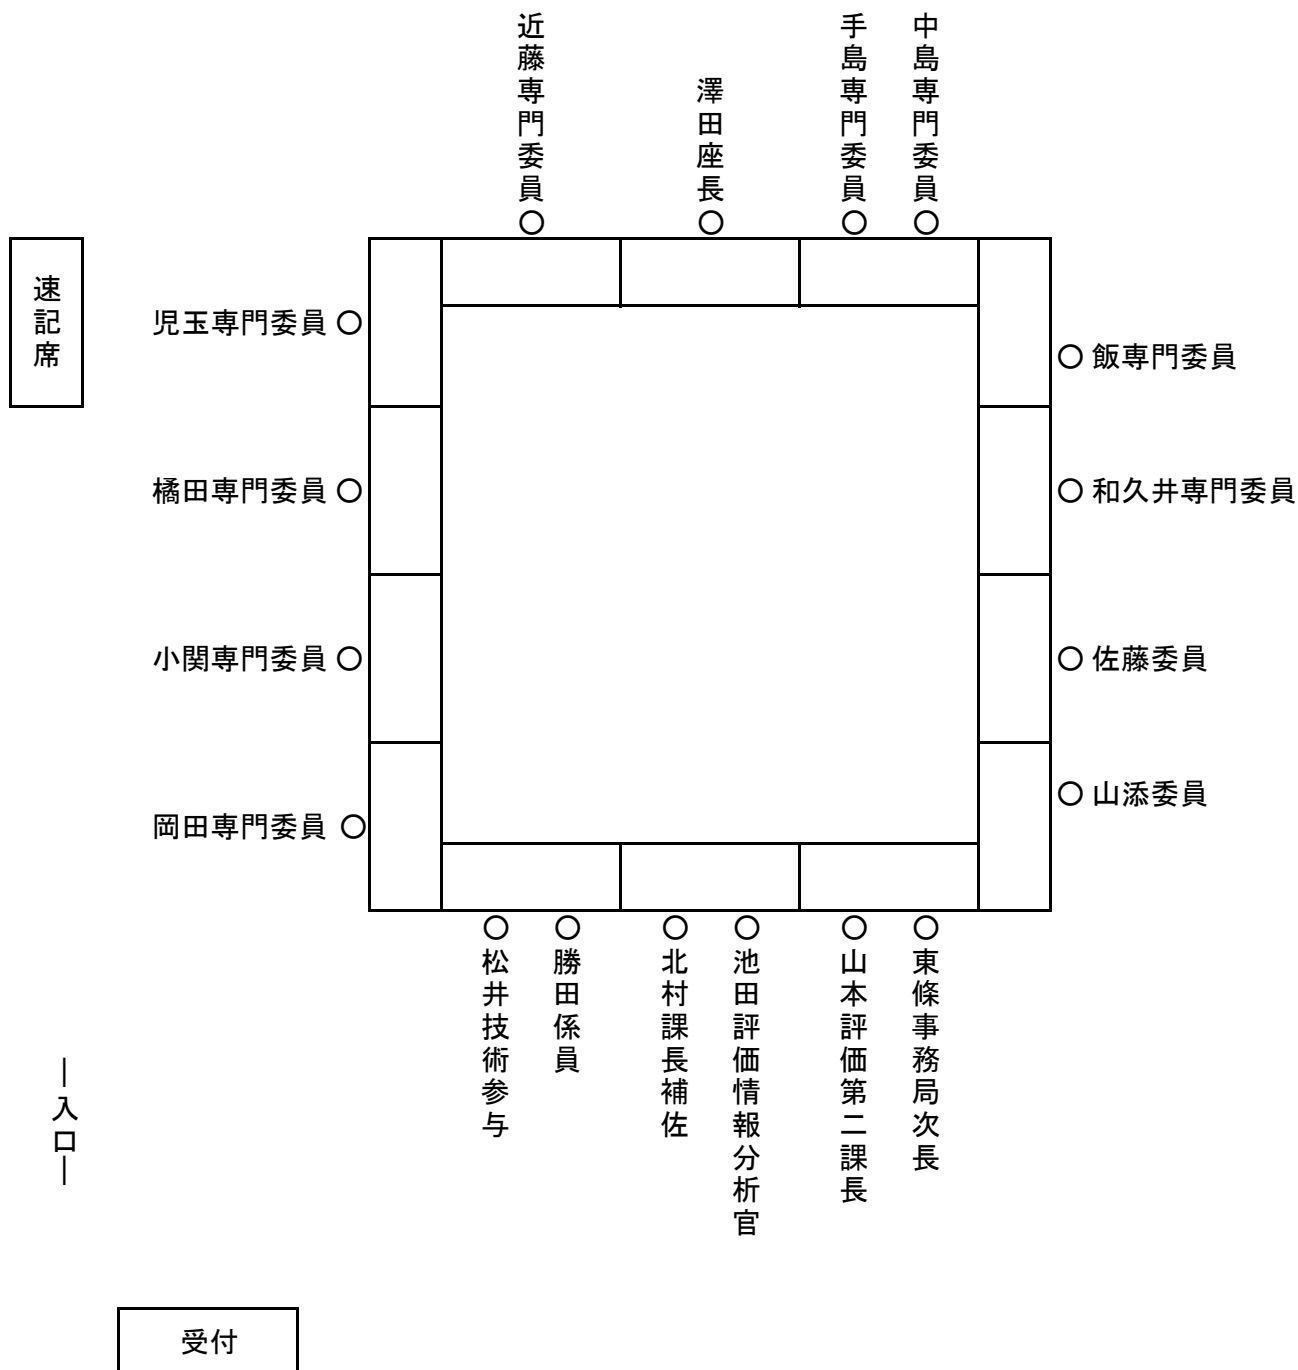 近藤専門委員
澤田座長
手島専門委員
中島専門委員
速記席
児玉専門委員
飯専門委員
橘田専門委員
和久井専門委員
小関専門委員
佐藤委員
岡田専門委員
山添委員
松井技術参与
勝田係員
北村課長補佐
池田評価情報分析官
山本評価第二課長
東條事務局次長
入口
受付